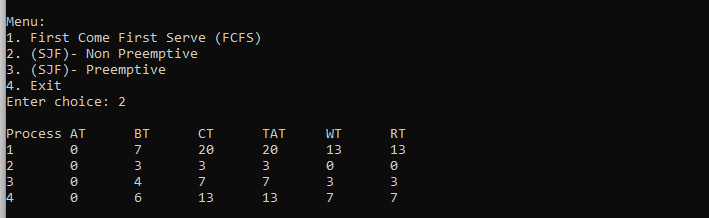 Menu:
1. First Come First Serve (FCFS)
2. (SJF)- Non Preemptive
3. (SJF)- Preemptive
4. Exit
Enter choice: 2
Process AT BT CT TAT WT RT
1 0 7 20 20 13 13
2 0 3 3 3 0 0
3 0 4 7 7 3 3
4 0 6 13 13 7 7